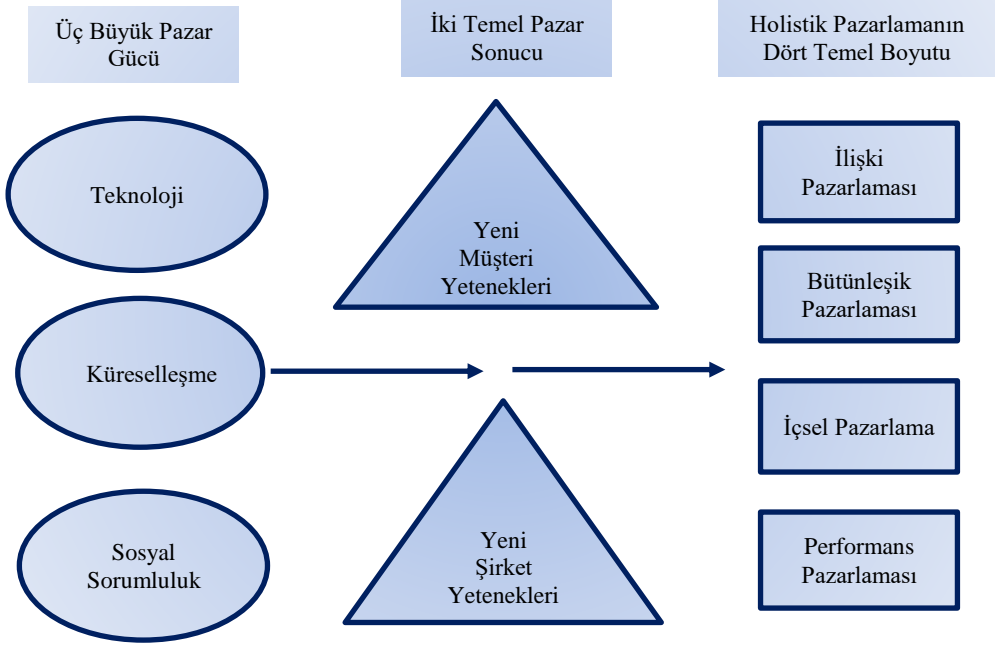 Üç Büyük Pazar
Gücü
İki Temel Pazar
Sonucu
Holistik Pazarlamanın
Dört Temel Boyutu
Teknoloji
Küreselleşme
Sosyal
Sorumluluk
Yeni
Müşteri
Yetenekleri
Yeni
Şirket
Yetenekleri
İlişki
Pazarlaması
Bütünleşik
Pazarlaması
İçsel Pazarlama
Performans
Pazarlaması